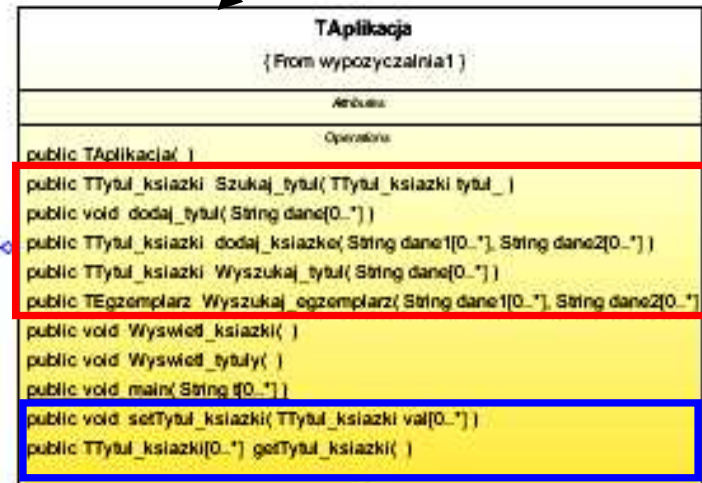 TAplikacja
{ From wypozyczalnia1 }
Attributes
Operations
public TAplikacja( )
public TTytul_ksiazki Szukaj_tytul( TTytul_ksiazki tytul_ )
public void dodaj_tytul( String dane[0..*] )
public TTytul_ksiazki dodaj_ksiazke( String dane1[0..*], String dane2[0..*] )
public TTytul_ksiazki Wyszukaj_tytul( String dane[0..*] )
public TEgzemplarz Wyszukaj_egzemplarz( String dane1[0..*], String dane2[0..*]
public void Wyswietl_ksiazki( )
public void Wyswietl_tytuly( )
public void main( String t[0..*] )
public void setTytul_ksiazki( TTytul_ksiazki val[0..*] )
public TTytul_ksiazki[0..*] getTytul_ksiazki( )